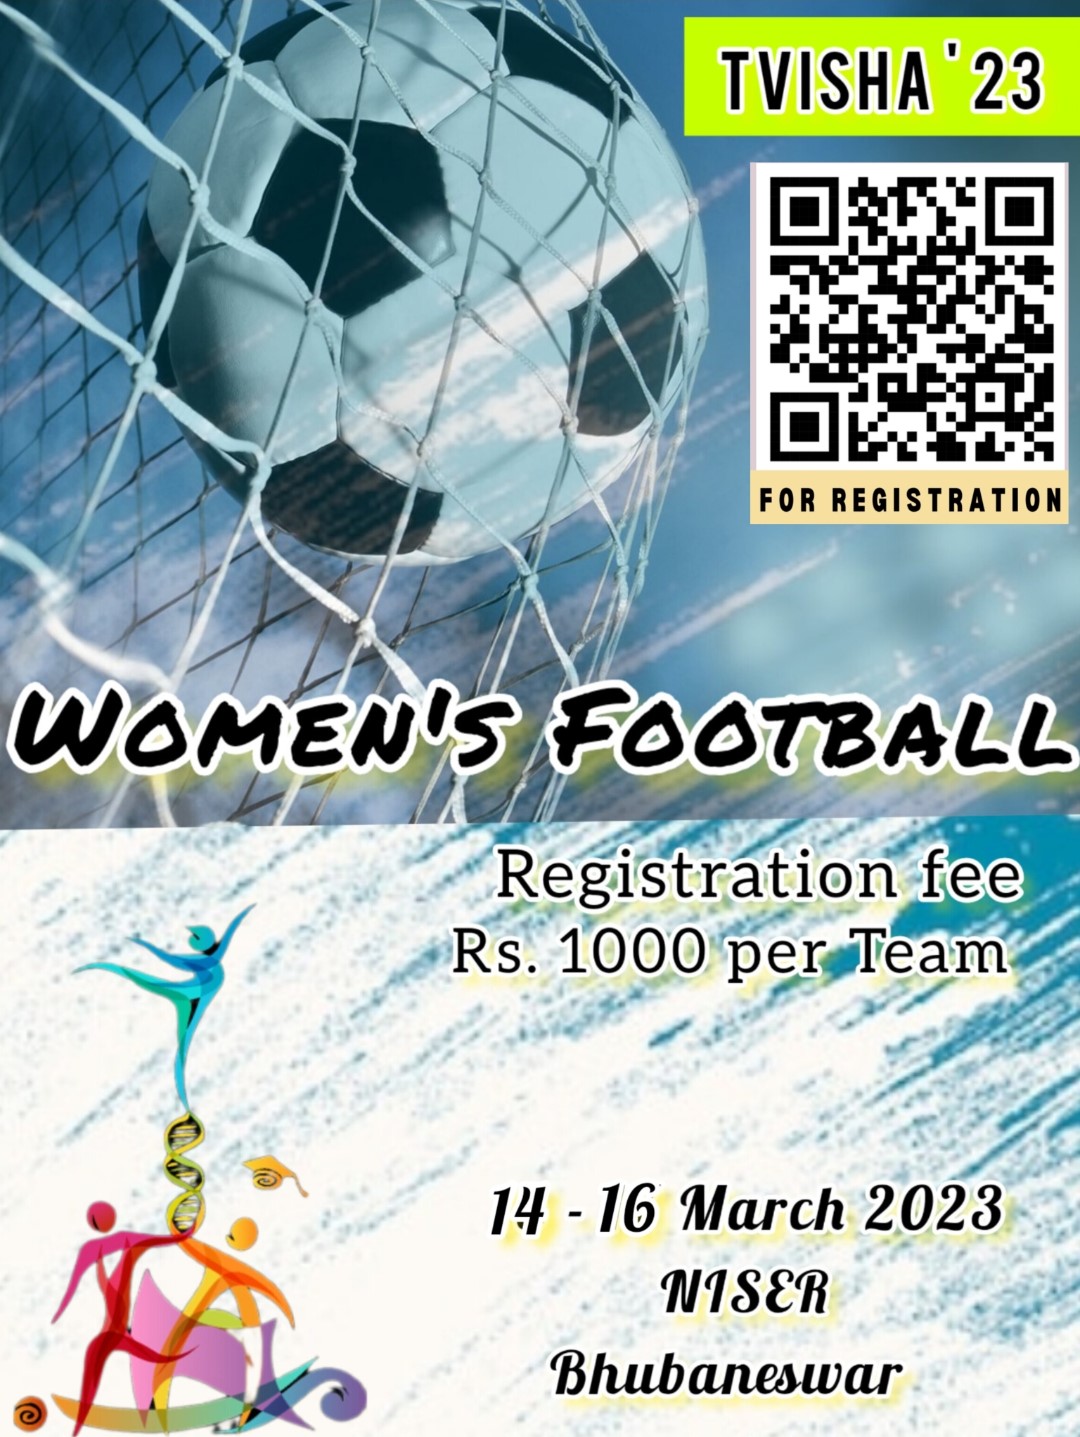 TVISHA'23
FOR REGISTRATION
WOMEN'S FOOTBALL
Registration fee
Rs. 1000 per Team
14 - 16 March 2023
NISER
Bhubaneswar